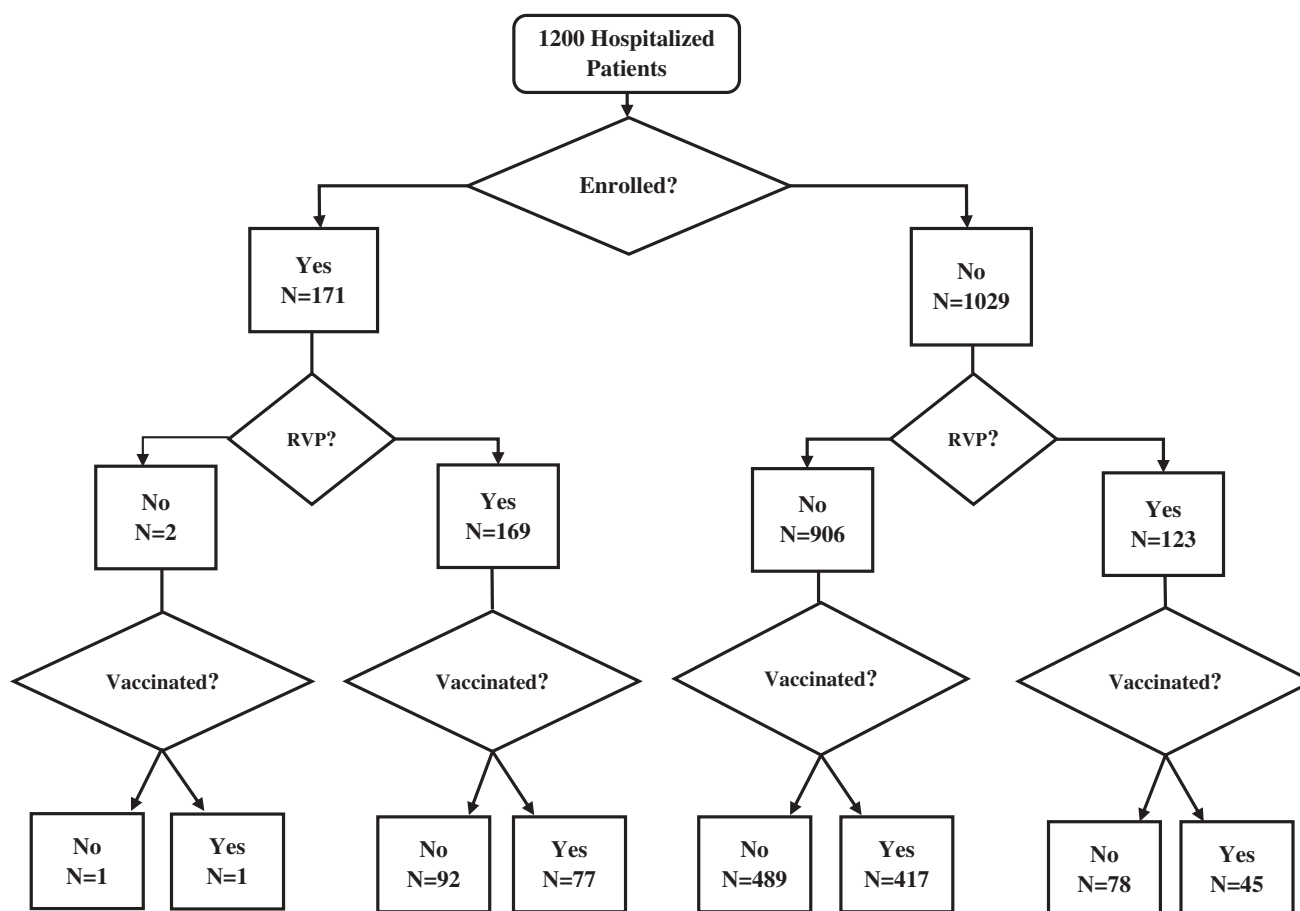 1200 Hospitalized
Patients
Enrolled?
Yes
N=171
No
N=1029
RVP?
RVP?
No
N=2
Yes
N=169
No
N=906
Yes
N=123
Vaccinated?
Vaccinated?
Vaccinated?
Vaccinated?
No
N=1
Yes
N=1
No
N=92
Yes
N=77
No
N=489
Yes
N=417
No
N=78
Yes
N=45